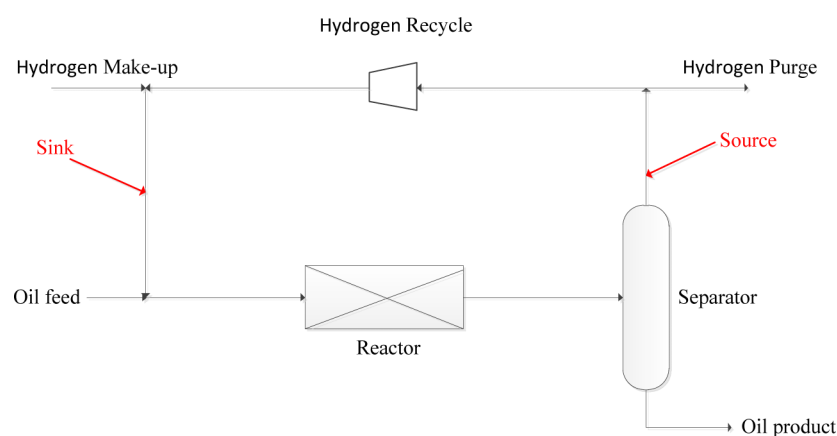 Hydrogen Recycle
Hydrogen Make-up
Hydrogen Purge
Sink
Source
Oil feed
Separator
Reactor
Oil product